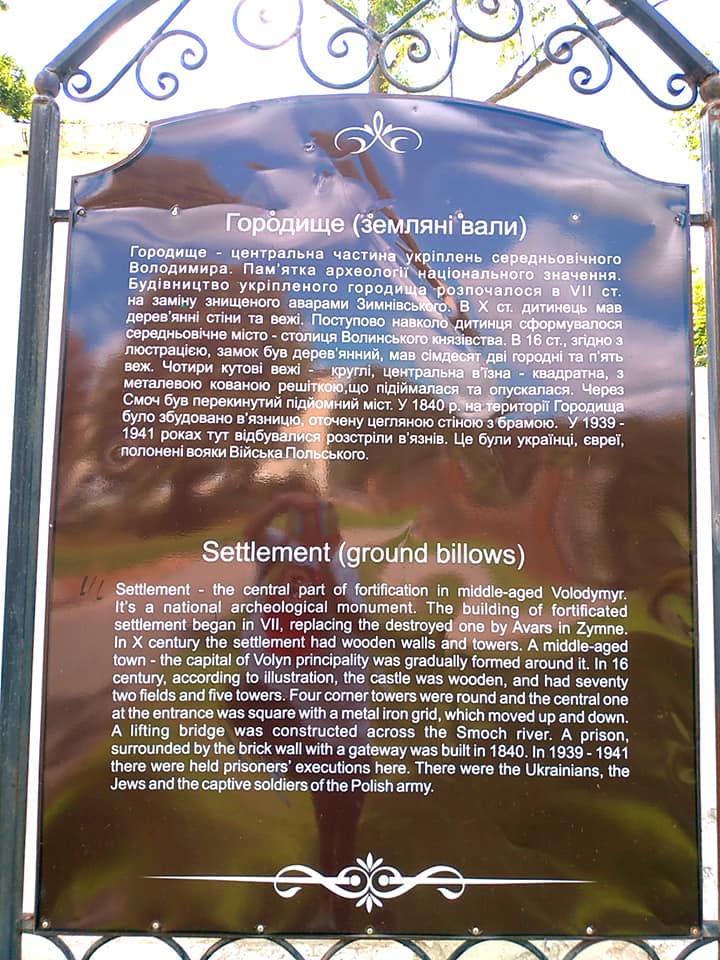 Городище (земляні вали)
Городище - центральна частина укріплень середньовічного
Володимира. Пам'ятка археології національного значення.
Будівництво укріпленого городища розпочалося в VII ст.
на заміну знищеного аварами Зимнівського. В X ст. дитинець мав
дерев'янні стіни та вежі. Поступово навколо дитинця сформувалося
середньовічне місто - столиця Волинського князівства. В 16 ст., згідно з
люстрацією, замок був дерев'янний, мав сімдесят дві городні та п'ять
веж. Чотири кутові вежі - круглі, центральна в'їзна - квадратна, з
металевою кованою решіткою,що підіймалася та опускалася. Через
Смоч був перекинутий підйомний міст. У 1840 р. на території Городища
було збудовано в'язницю, оточену цегляною стіною з брамою. У 1939 -
1941 роках тут відбувалися розстріли в'язнів. Це були українці, євреї,
полонені вояки Війська Польського.
Settlement (ground billows)
Settlement - the central part of fortification in middle-aged Volodymyr.
It's a national archeological monument. The building of fortificated
settlement began in VII, replacing the destroyed one by Avars in Zymne.
In X century the settlement had wooden walls and towers. A middle-aged
town - the capital of Volyn principality was gradually formed around it. In 16
century, according to illustration, the castle was wooden, and had seventy
two fields and five towers. Four corner towers were round and the central one
at the entrance was square with a metal iron grid, which moved up and down.
A lifting bridge was constructed across the Smoch river. A prison,
surrounded by the brick wall with a gateway was built in 1840. In 1939 - 1941
there were held prisoners' executions here. There were the Ukrainians, the
Jews and the captive soldiers of the Polish army.